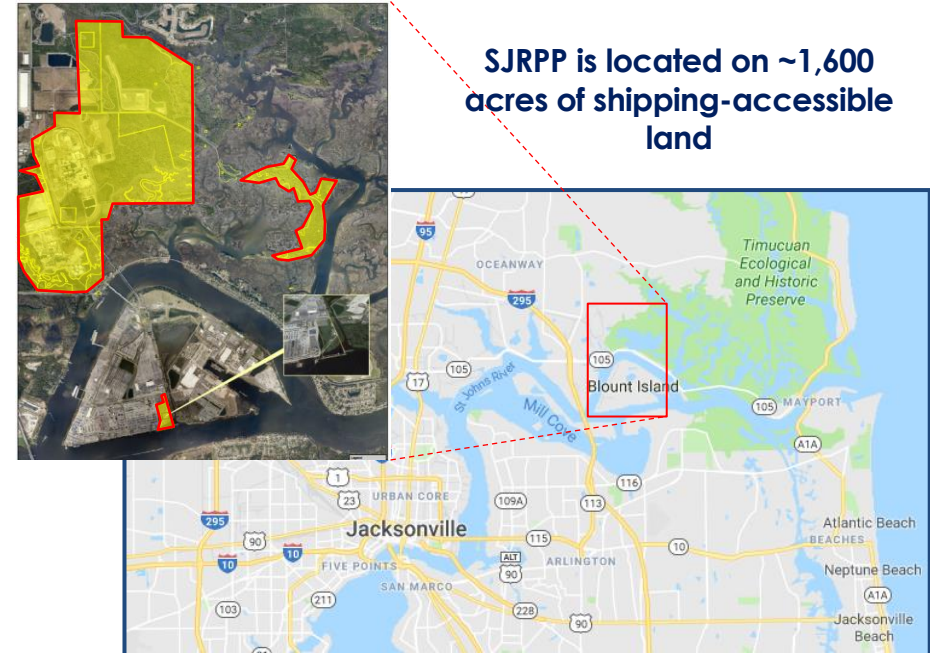 SJRPP is located on ~1,600
acres of shipping-accessible
land
95
OCEANWAY
Timucuan
Ecological
and Historic
Preserve
295
105
105
17
St Johns River
Blount Island
Mill Cove
105
MAYPORT
A1A
1
116
23
URBAN CORE
109A
113
295
Jacksonville
Atlantic Beach
90
115
BEACHES
10
10
10
ALT
FIVE POINTS
ARLINGTON
90
Neptune Beach
SAN MARCO
A1A
103
211
228
90
Jacksonville
Beach